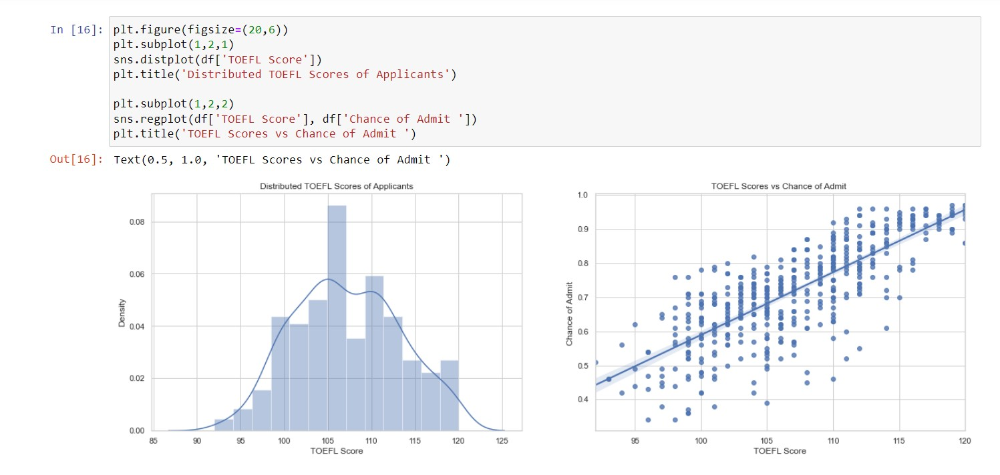 In [16]: plt.figure(figsize=(20,6))
plt.subplot(1,2,1)
sns.distplot(df['TOEFL Score'])
plt.title('Distributed TOEFL Scores of Applicants')
plt.subplot(1,2,2)
sns.regplot(df['TOEFL Score'], df['Chance of Admit '])
plt.title('TOEFL Scores vs Chance of Admit ')
Out[16]: Text(0.5, 1.0, 'TOEFL Scores vs Chance of Admit ')
Distributed TOEFL Scores of Applicants
0.08
0.06
0.04
0.02
0.00
Density
85 90 95 100 105 110 115 120 125
TOEFL Score
TOEFL Scores vs Chance of Admit
1.0
0.9
0.8
0.7
0.6
0.5
0.4
Chance of Admit
95 100 105 110 115 120
TOEFL Score